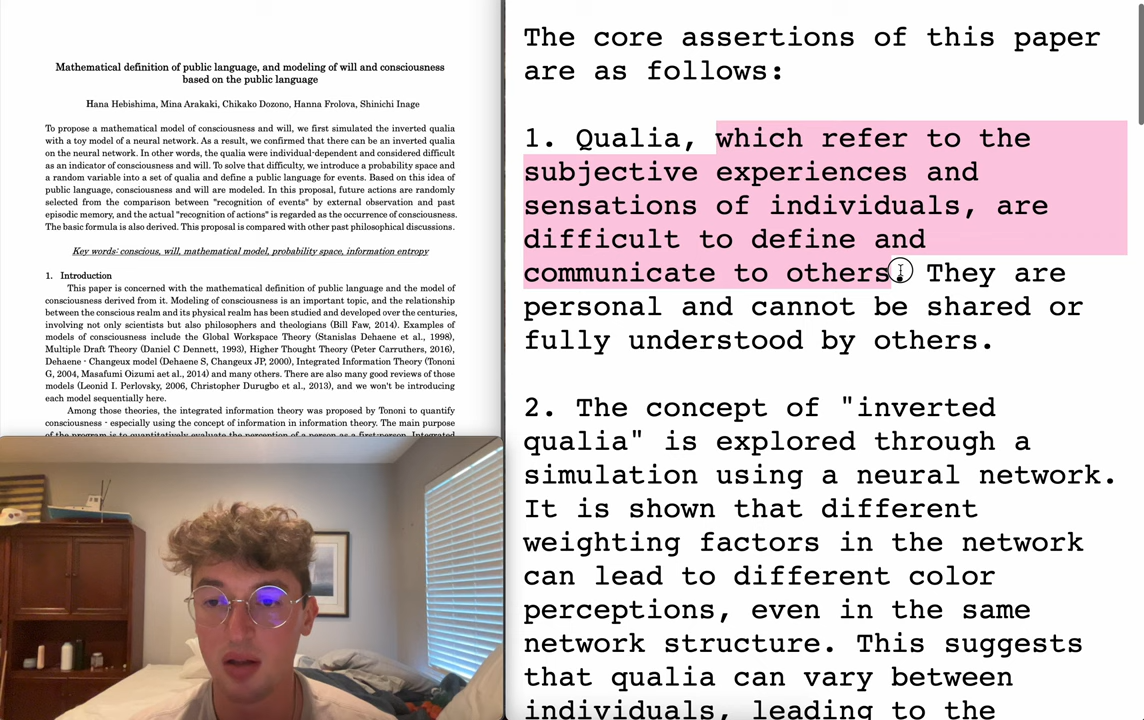 Mathematical definition of public language, and modeling of will and consciousness
based on the public language
Hana Hebishima, Mina Arakaki, Chikako Dozono, Hanna Frolova, Shinichi Inage
To propose a mathematical model of consciousness and will, we first simulated the inverted qualia
with a toy model of a neural network. As a result, we confirmed that there can be an inverted qualia
on the neural network. In other words, the qualia were individual-dependent and considered difficult
as an indicator of consciousness and will. To solve that difficulty, we introduce a probability space and
a random variable into a set of qualia and define a public language for events. Based on this idea of
public language, consciousness and will are modeled. In this proposal, future actions are randomly
selected from the comparison between "recognition of events" by external observation and past
episodic memory, and the actual "recognition of actions" is regarded as the occurrence of consciousness.
The basic formula is also derived. This proposal is compared with other past philosophical discussions.
Key words: conscious, will, mathematical model, probability space, information entropy
1. Introduction
This paper is concerned with the mathematical definition of public language and the model of
consciousness derived from it. Modeling of consciousness is an important topic, and the relationship
between the conscious realm and its physical realm has been studied and developed over the centuries,
involving not only scientists but also philosophers and theologians (Bill Faw, 2014). Examples of
models of consciousness include the Global Workspace Theory (Stanislas Dehaene et al., 1998),
Multiple Draft Theory (Daniel C Dennett, 1993), Higher Thought Theory (Peter Carruthers, 2016),
Dehaene - Changeux model (Dehaene S, Changeux JP, 2000), Integrated Information Theory (Tononi
G, 2004, Masafumi Oizumi aet al., 2014) and many others. There are also many good reviews of those
models (Leonid I. Perlovsky, 2006, Christopher Durugbo et al., 2013), and we won't be introducing
each model sequentially here.
Among those theories, the integrated information theory was proposed by Tononi to quantify
consciousness - especially using the concept of information in information theory. The main purpose
of the program is to quantitatively evaluate the perception of a person as a first-person. Integrated
The core assertions of this paper
are as follows:
1. Qualia, which refer to the
subjective experiences and
sensations of individuals, are
difficult to define and
communicate to others. They are
personal and cannot be shared or
fully understood by others.
2. The concept of "inverted
qualia" is explored through a
simulation using a neural network.
It is shown that different
weighting factors in the network
can lead to different color
perceptions, even in the same
network structure. This suggests
that qualia can vary between
individuals, leading to the